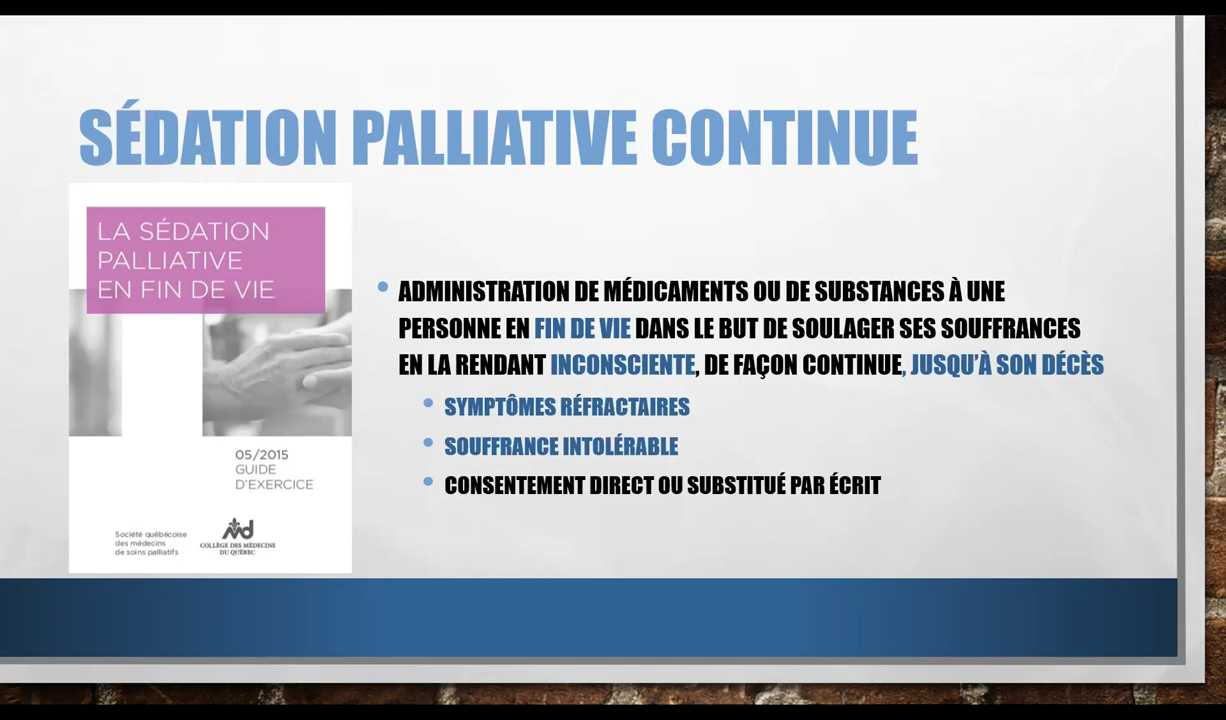 SÉDATION PALLIATIVE CONTINUE
LA SÉDATION
PALLIATIVE
EN FIN DE VIE
05/2015
GUIDE
D'EXERCICE
Société québécoise
des médecins
de soins palliatifs
COLLÈGE DES MÉDECINS
DU QUÉBEC
• ADMINISTRATION DE MÉDICAMENTS OU DE SUBSTANCES À UNE
PERSONNE EN FIN DE VIE DANS LE BUT DE SOULAGER SES SOUFFRANCES
EN LA RENDANT INCONSCIENTE, DE FAÇON CONTINUE, JUSQU'À SON DÉCÈS
• SYMPTÔMES RÉFRACTAIRES
• SOUFFRANCE INTOLÉRABLE
• CONSENTEMENT DIRECT OU SUBSTITUÉ PAR ÉCRIT